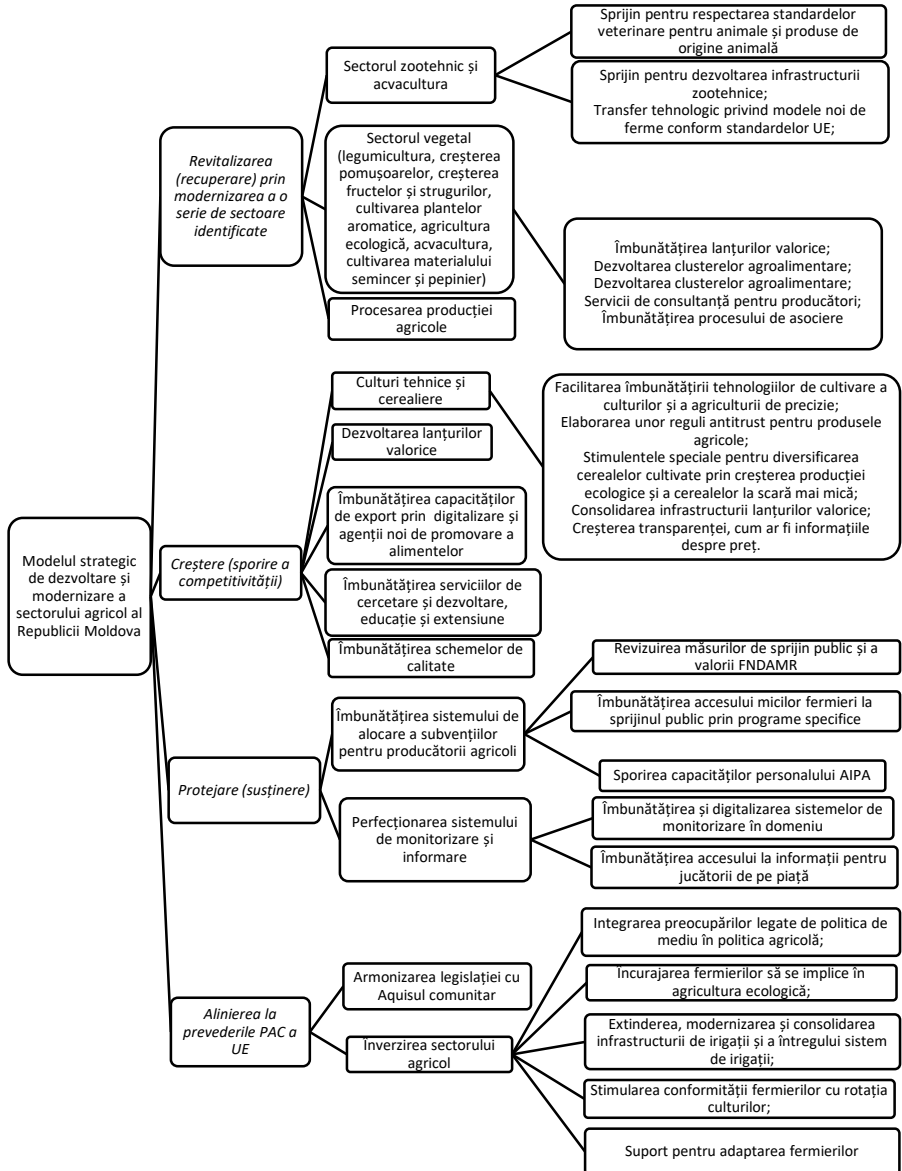 Modelul strategic
de dezvoltare și
modernizare a
sectorului agricol al
Republicii Moldova
Revitalizarea
(recuperare) prin
modernizarea a o
serie de sectoare
identificate
Sectorul zootehnic și
acvacultura
Sprijin pentru respectarea standardelor
veterinare pentru animale și produse de
origine animală
Sprijin pentru dezvoltarea infrastructurii
zootehnice;
Transfer tehnologic privind modele noi de
ferme conform standardelor UE;
Sectorul vegetal
(legumicultura, creșterea
pomușoarelor, creșterea
fructelor și strugurilor,
cultivarea plantelor
aromatice, agricultura
ecologică, acvacultura,
cultivarea materialului
semincer și pepinier)
Îmbunătățirea lanțurilor valorice;
Dezvoltarea clusterelor agroalimentare;
Dezvoltarea clusterelor agroalimentare;
Servicii de consultanță pentru producători;
Îmbunătățirea procesului de asociere
Procesarea producției
agricole
Creștere (sporire a
competitivității)
Culturi tehnice și
cerealiere
Facilitarea îmbunătățirii tehnologiilor de cultivare a
culturilor și a agriculturii de precizie;
Elaborarea unor reguli antitrust pentru produsele
agricole;
Stimulentele speciale pentru diversificarea
cerealelor cultivate prin creșterea producției
ecologice și a cerealelor la scară mai mică;
Consolidarea infrastructurii lanțurilor valorice;
Creșterea transparenței, cum ar fi informațiile
despre preț.
Dezvoltarea lanțurilor
valorice
Îmbunătățirea capacităților
de export prin digitalizare și
agenții noi de promovare a
alimentelor
Îmbunătățirea serviciilor de
cercetare și dezvoltare,
educație și extensiune
Îmbunătățirea schemelor de
calitate
Protejare (susținere)
Îmbunătățirea sistemului de
alocare a subvențiilor
pentru producătorii agricoli
Revizuirea măsurilor de sprijin public și a
valorii FNDAMR
Îmbunătățirea accesului micilor fermieri la
sprijinul public prin programe specifice
Sporirea capacităților personalului AIPA
Perfecționarea sistemului
de monitorizare și
informare
Îmbunătățirea și digitalizarea sistemelor de
monitorizare în domeniu
Îmbunătățirea accesului la informații pentru
jucătorii de pe piață
Alinierea la
prevederile PAC a
UE
Armonizarea legislației cu
Aquisul comunitar
Înverzirea sectorului
agricol
Integrarea preocupărilor legate de politica de
mediu în politica agricolă;
Încurajarea fermierilor să se implice în
agricultura ecologică;
Extinderea, modernizarea și consolidarea
infrastructurii de irigații și a întregului sistem
de irigații;
Stimularea conformității fermierilor cu rotația
culturilor;
Suport pentru adaptarea fermierilor